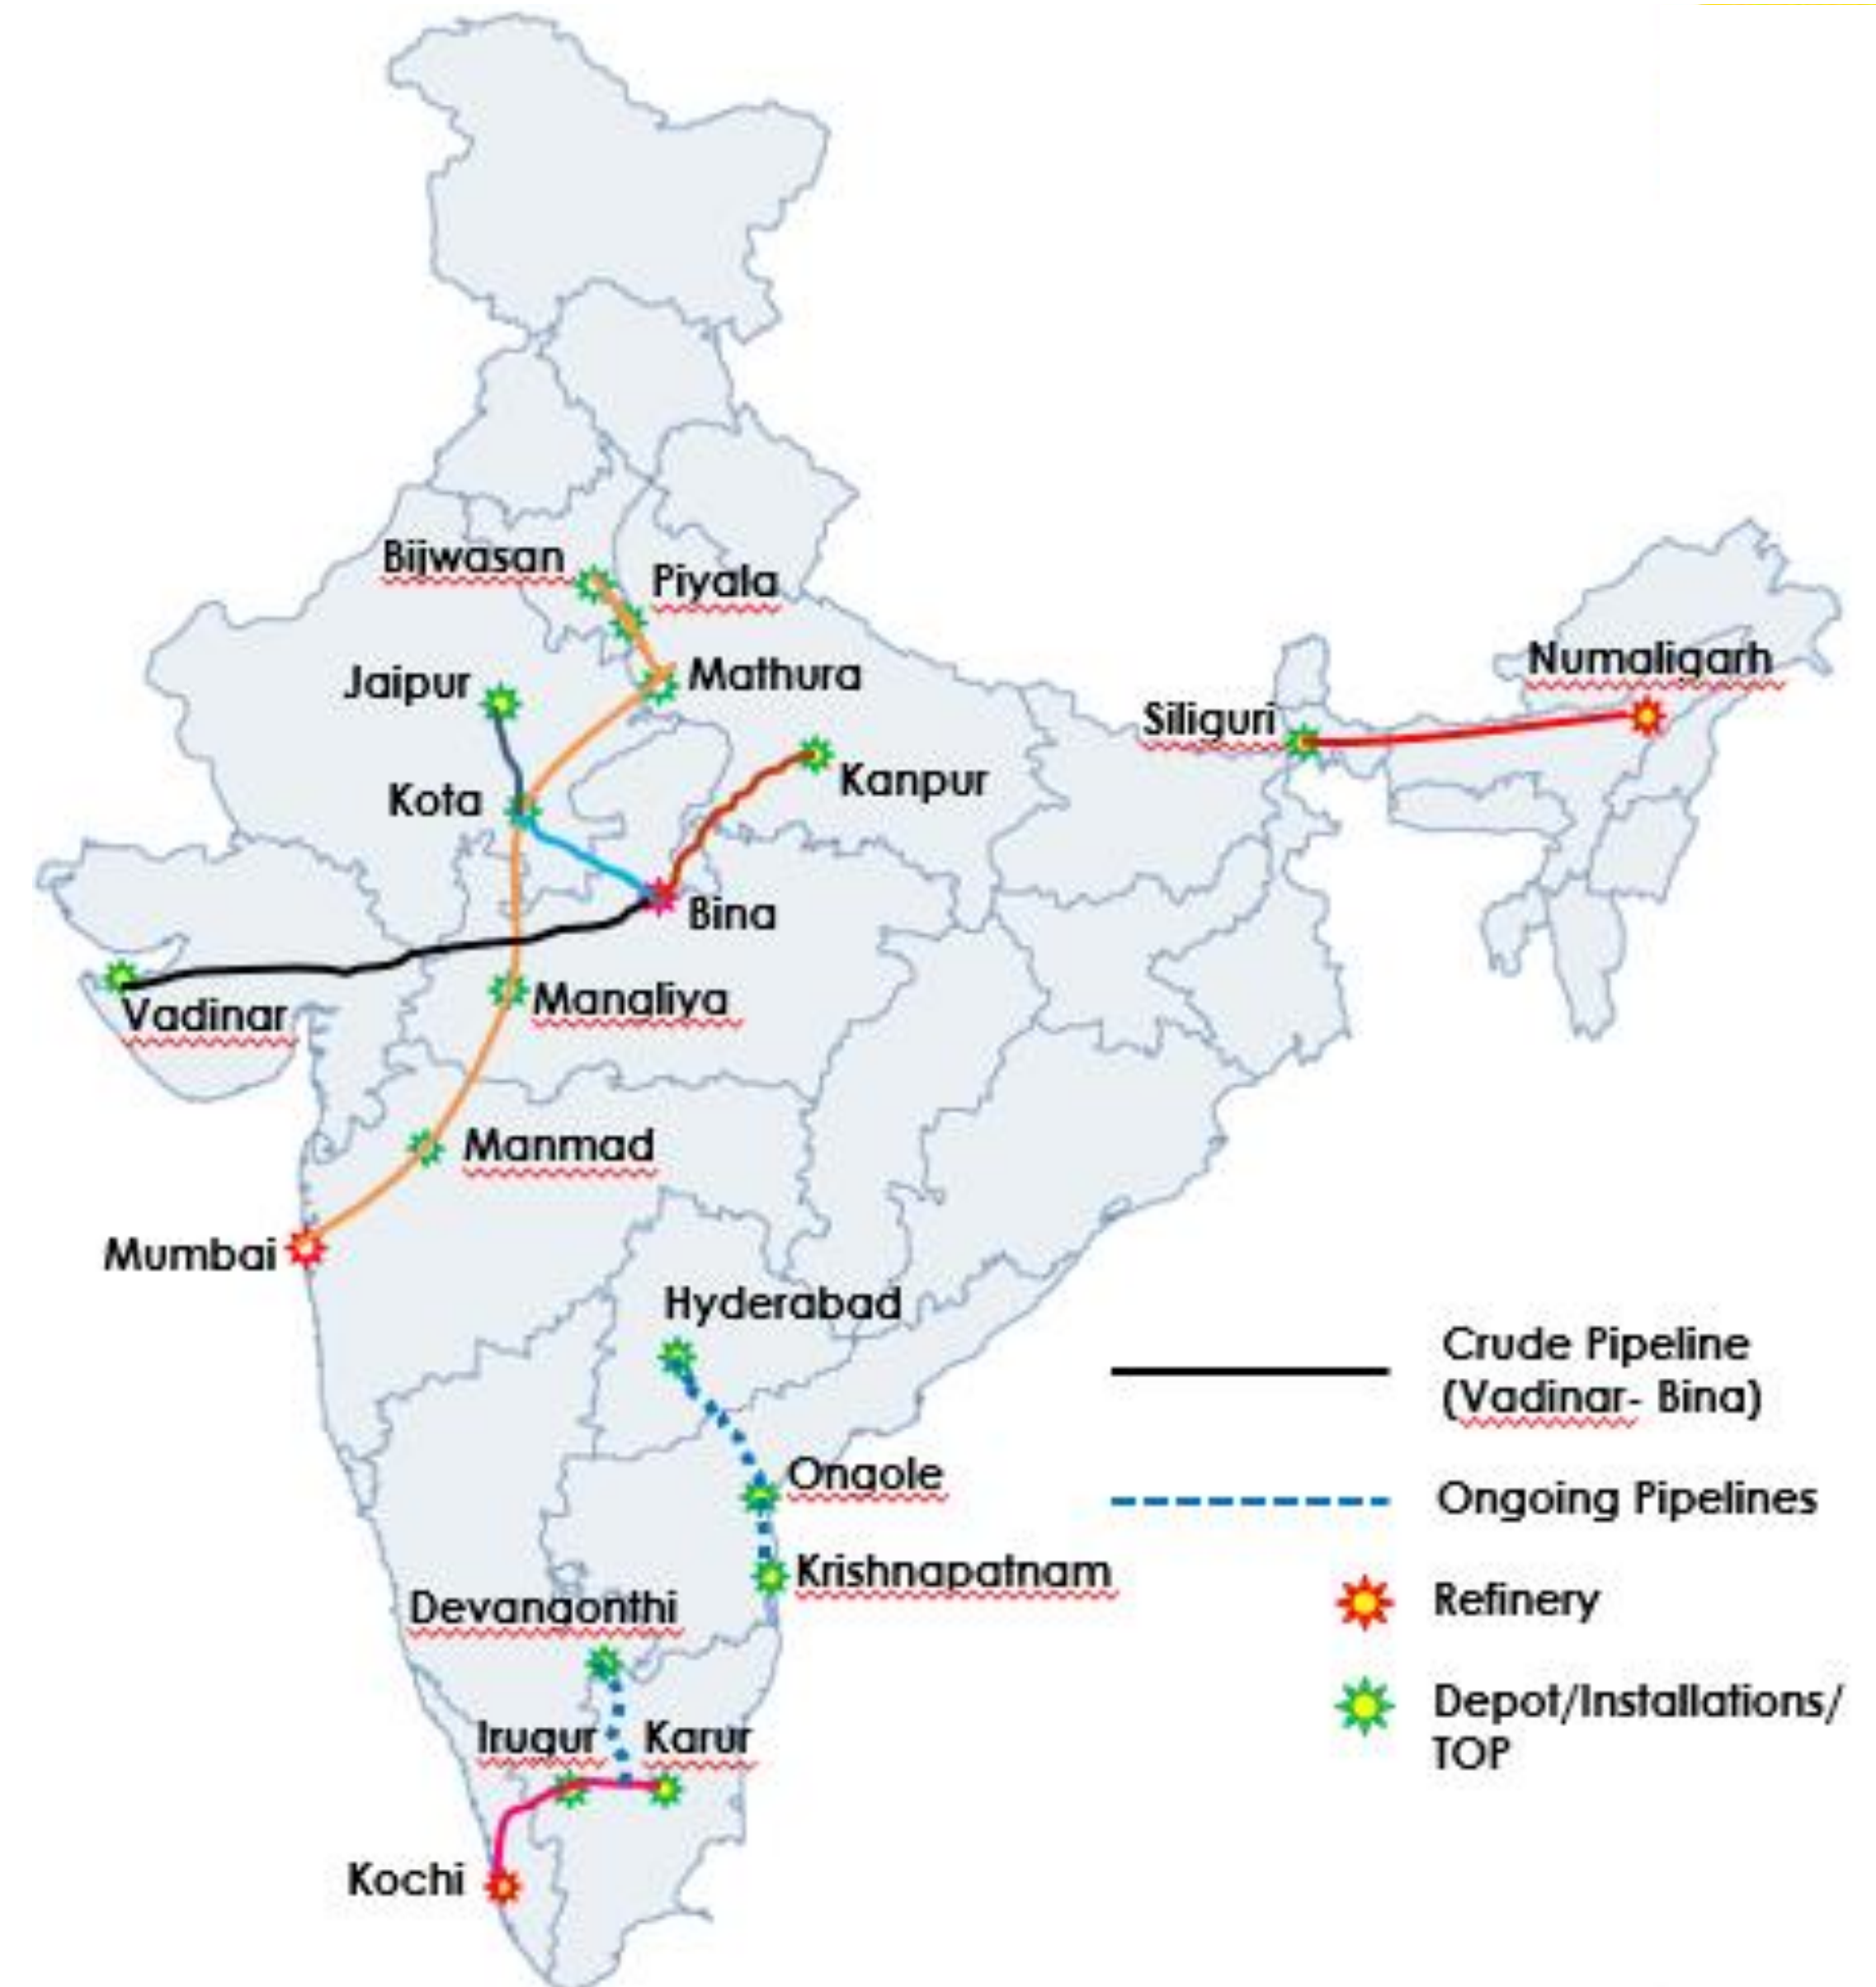 Bijwasan
Piyala
Jaipur
Mathura
Numaligarh
Siliguri
Kota
Kanpur
Bina
Vadinar
Mangliya
Manmad
Mumbai
Hyderabad
Crude Pipeline
(Vadinar- Bina)
Ongole
Ongoing Pipelines
Krishnapatnam
Refinery
Devangonthi
Depot/Installations/
TOP
Irugur
Karur
Kochi